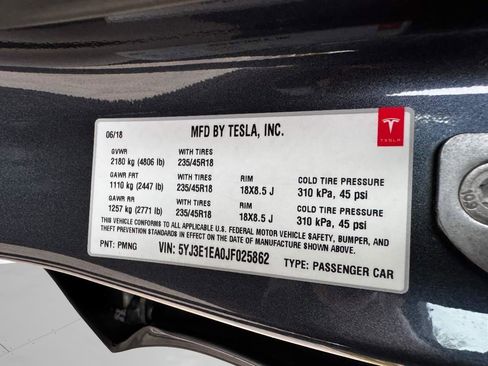 06/18 MFD BY TESLA, INC.
GVWR WITH TIRES
2180 kg (4806 lb) 235/45R18
GAWR FRT WITH TIRES RIM COLD TIRE PRESSURE
1110 kg (2447 lb) 235/45R18 18X8.5 J 310 kPa, 45 psi
GAWR RR WITH TIRES RIM COLD TIRE PRESSURE
1257 kg (2771 lb) 235/45R18 18X8.5 J 310 kPa, 45 psi
THIS VEHICLE CONFORMS TO ALL APPLICABLE U.S. FEDERAL MOTOR VEHICLE SAFETY, BUMPER, AND
THEFT PREVENTION STANDARDS IN EFFECT ON THE DATE OF MANUFACTURE SHOWN ABOVE.
PNT: PMNG VIN: 5YJ3E1EA0JF025862 TYPE: PASSENGER CAR